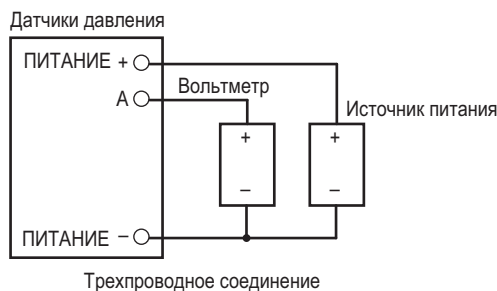 Датчики давления
ПИТАНИЕ +
Вольтметр
А
Источник питания
+ +
– –
ПИТАНИЕ –
Трехпроводное соединение